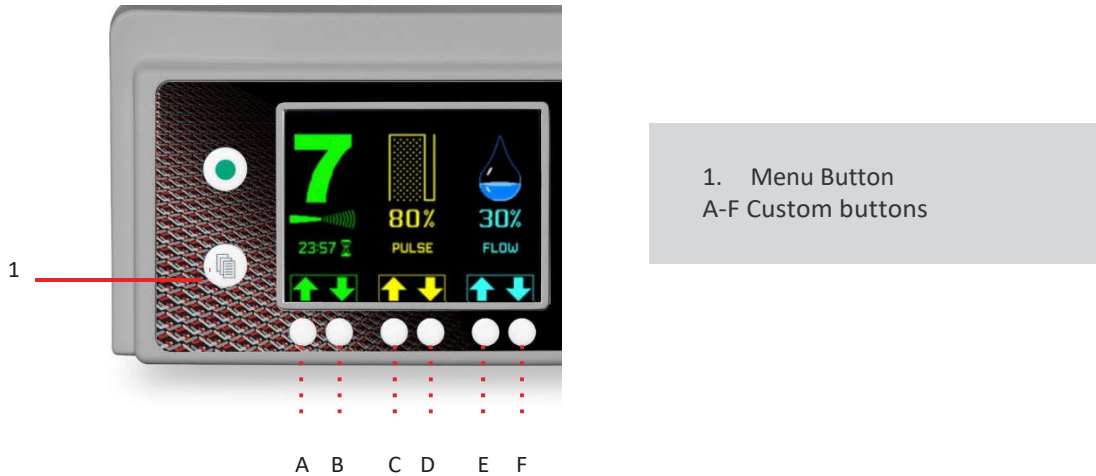 7
80%
30%
23:57
PULSE
FLOW
1
A B C D E F
1. Menu Button
A-F Custom buttons